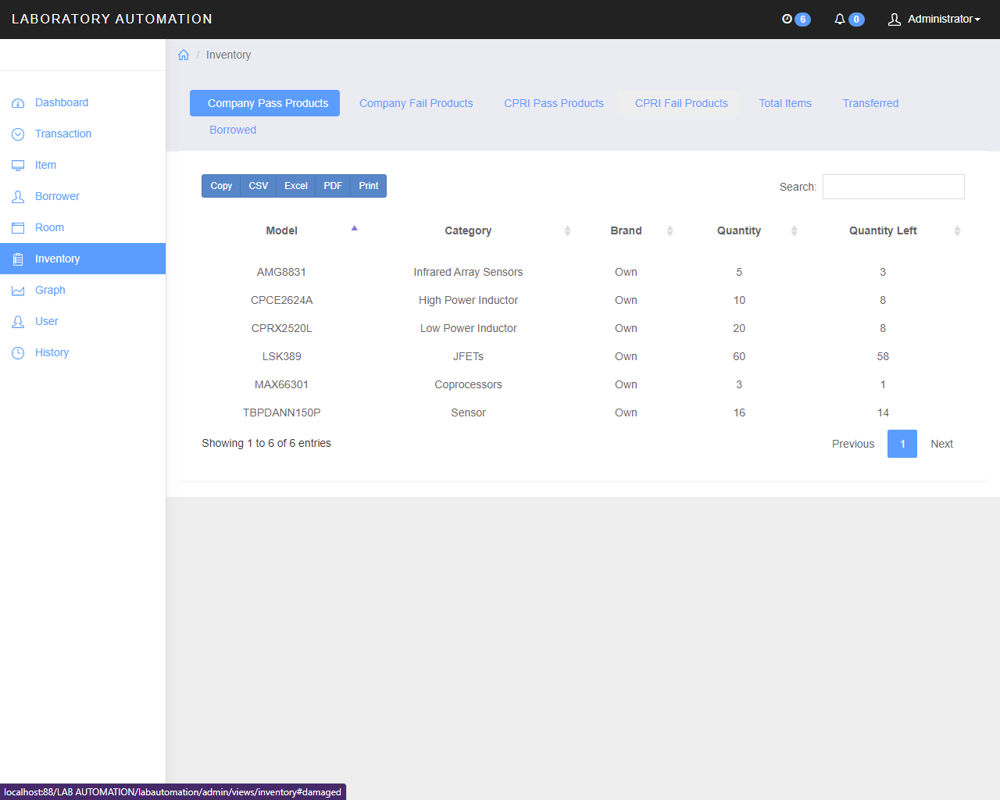 LABORATORY AUTOMATION
6
0
Administrator
/ Inventory
Dashboard
Transaction
Item
Borrower
Room
Inventory
Graph
User
History
Company Pass Products
Company Fail Products
CPRI Pass Products
CPRI Fail Products
Total Items
Transferred
Borrowed
Copy CSV Excel PDF Print
Search:
Model Category Brand Quantity Quantity Left
AMG8831 Infrared Array Sensors Own 5 3
CPCE2624A High Power Inductor Own 10 8
CPRX2520L Low Power Inductor Own 20 8
LSK389 JFETs Own 60 58
MAX66301 Coprocessors Own 3 1
TBPDANN150P Sensor Own 16 14
Showing 1 to 6 of 6 entries
Previous 1 Next
localhost:88/LAB AUTOMATION/labautomation/admin/views/inventory#damaged